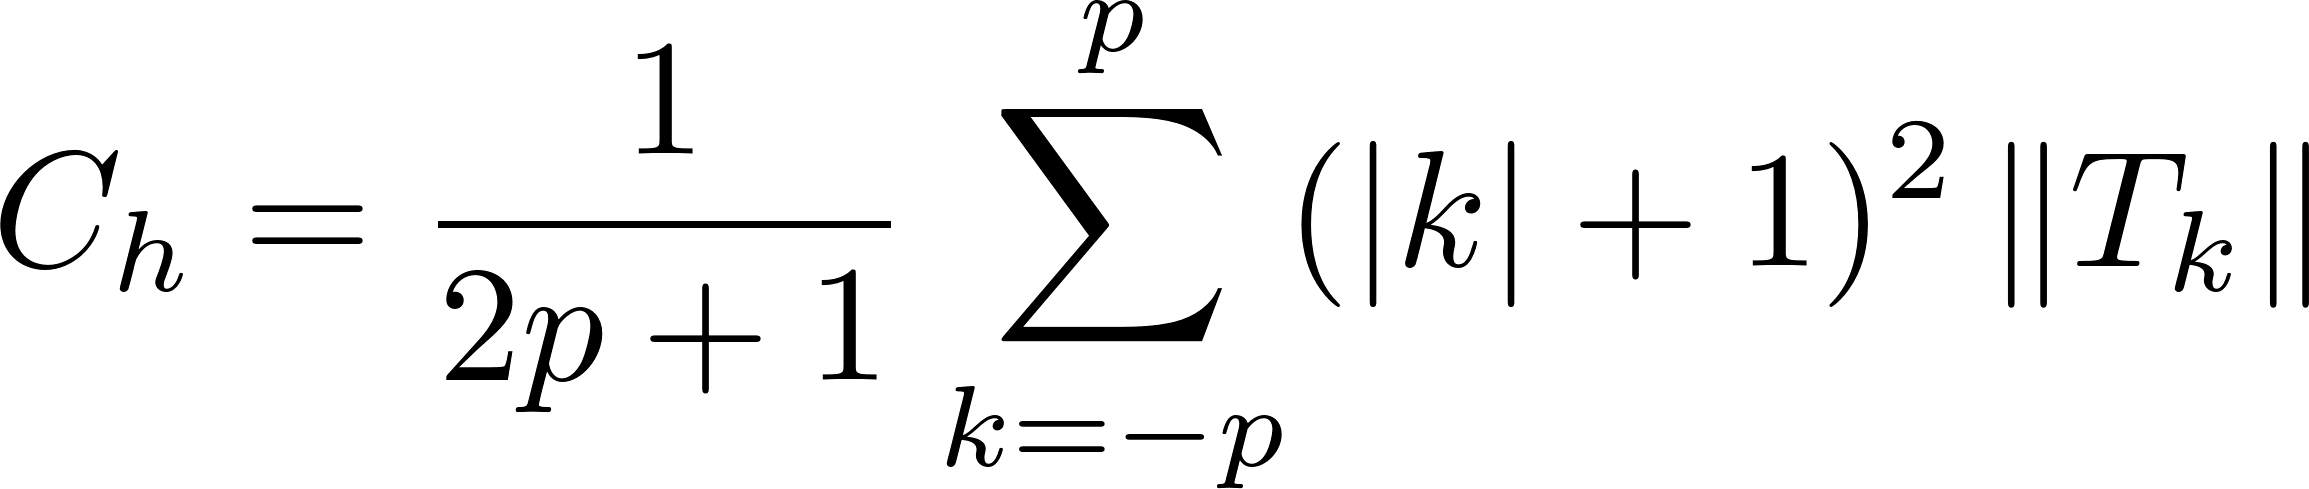 C_h = \frac{1}{2p+1} \sum_{k=-p}^{p} (|k|+1)^2 \|T_k\|